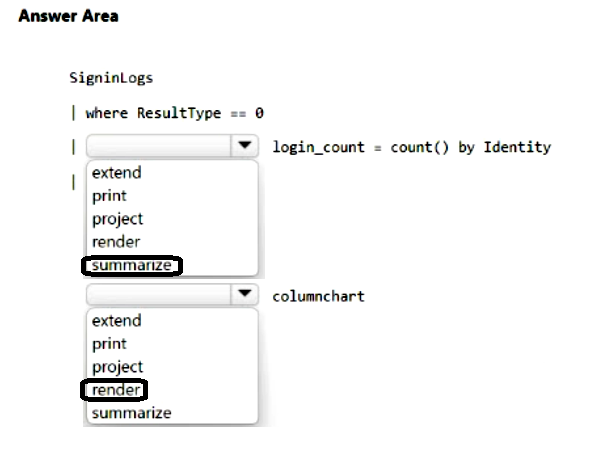 Answer Area
SigninLogs
| where ResultType == 0
| login_count = count() by Identity
extend
|
print
project
render
summarize
columnchart
extend
print
project
render
summarize